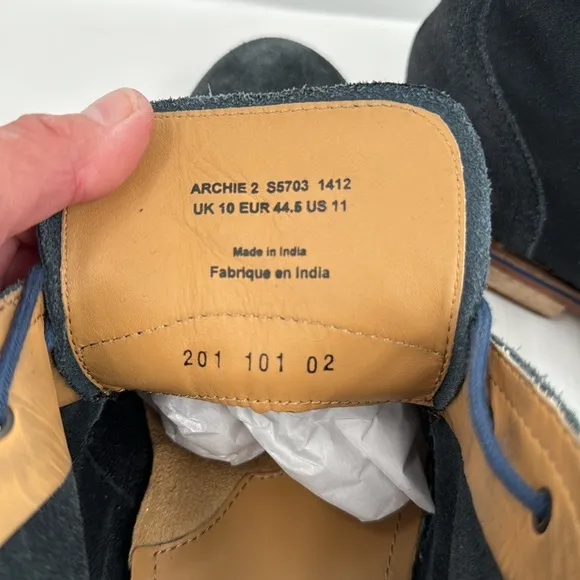 ARCHIE 2 S5703 1412
UK 10 EUR 44.5 US 11
Made in India
Fabrique en India
201 101 02